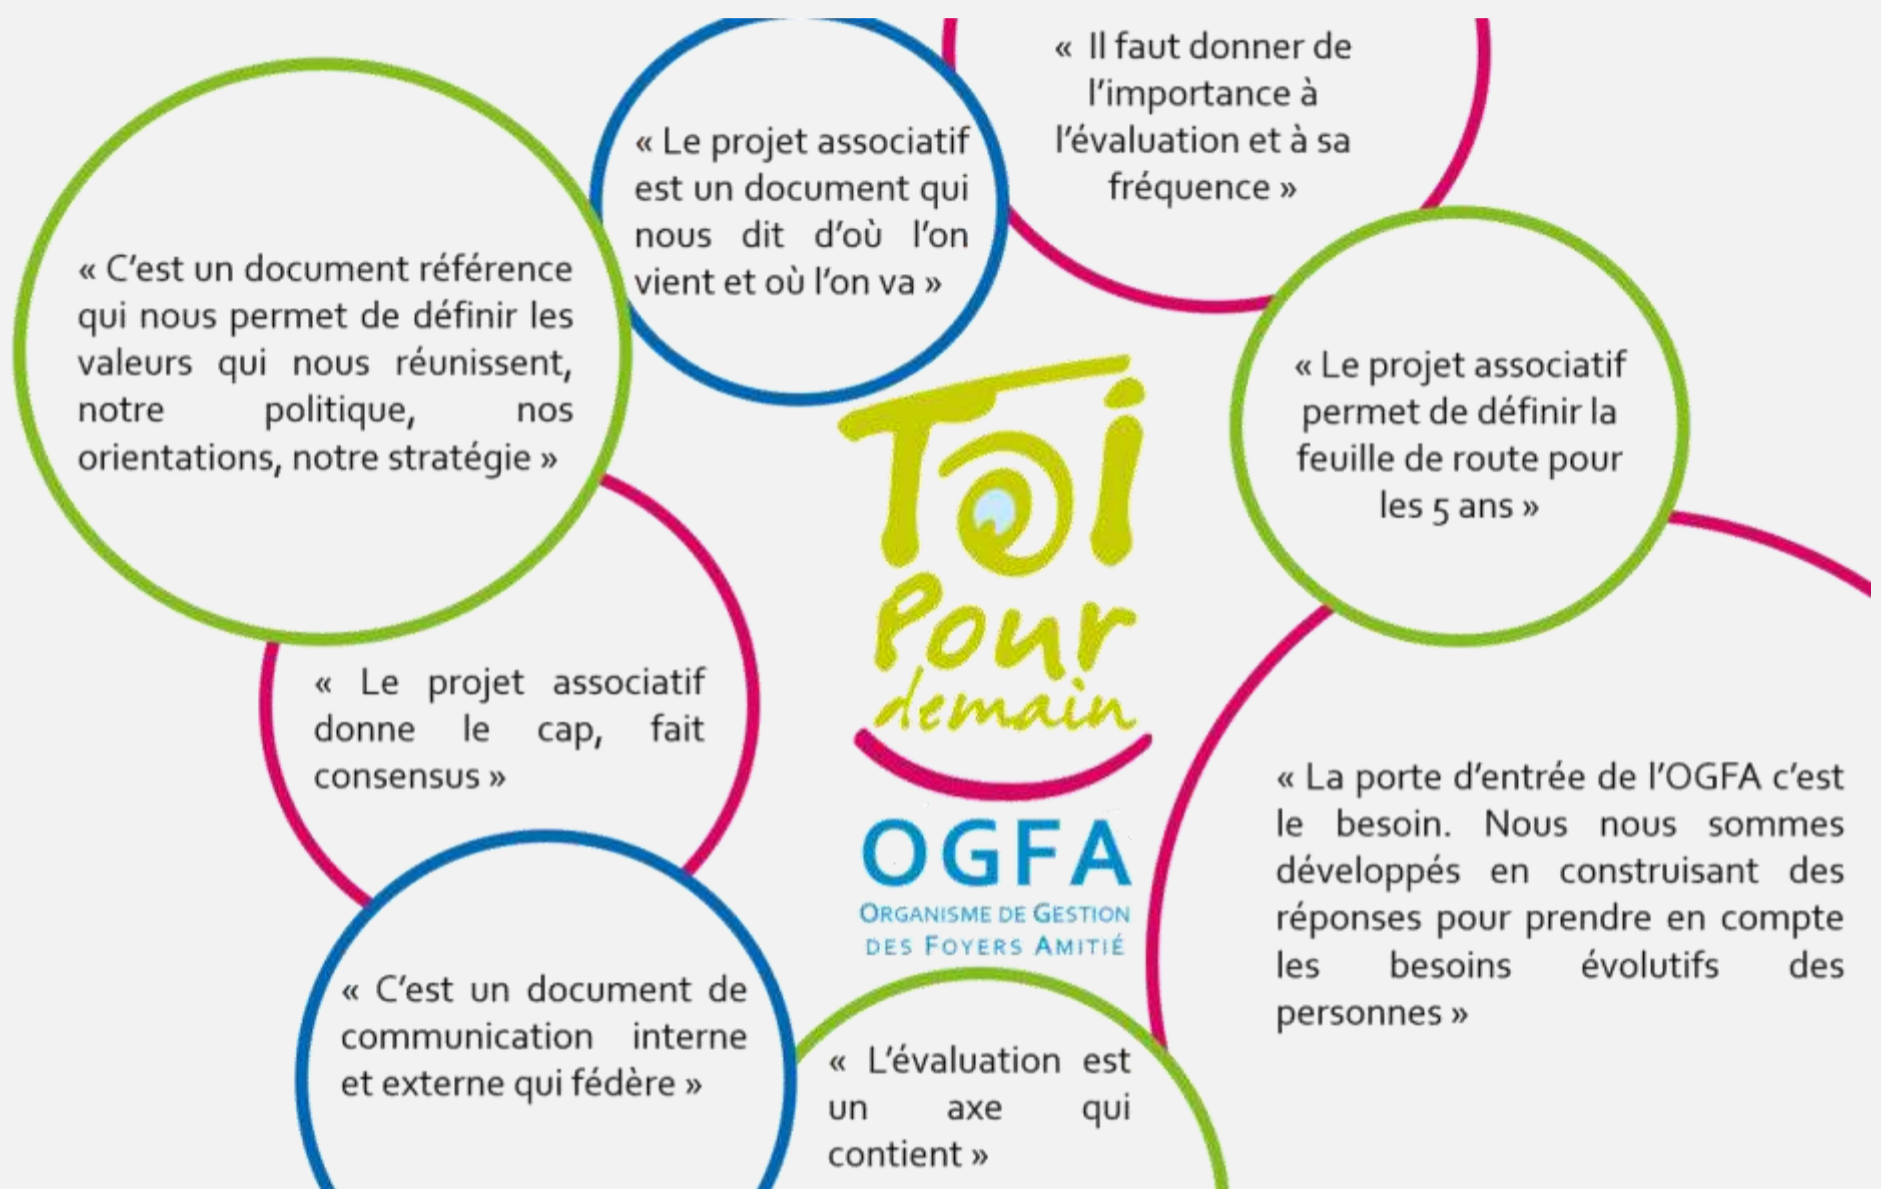 « Il faut donner de
l'importance à
l'évaluation et à sa
fréquence »
« Le projet associatif
est un document qui
nous dit d'où l'on
vient et où l'on va »
« C'est un document référence
qui nous permet de définir les
valeurs qui nous réunissent,
notre politique, nos
orientations, notre stratégie »
« Le projet associatif
permet de définir la
feuille de route pour
les 5 ans »
Toi
Pour
demain
OGFA
Organisme de Gestion
des Foyers Amitié
« Le projet associatif
donne le cap, fait
consensus »
« La porte d'entrée de l'OGFA c'est
le besoin. Nous nous sommes
développés en construisant des
réponses pour prendre en compte
les besoins évolutifs des
personnes »
« C'est un document de
communication interne
et externe qui fédère »
« L'évaluation est
un axe qui
contient »